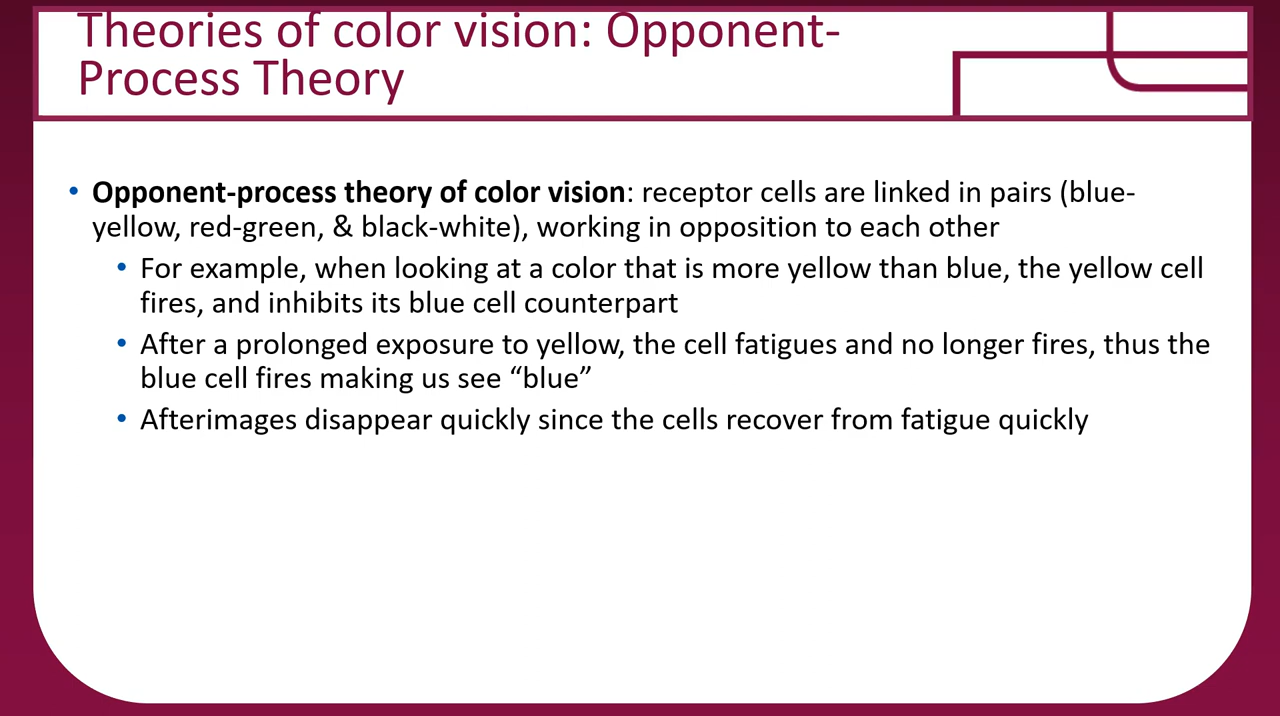 Theories of color vision: Opponent-
Process Theory
• Opponent-process theory of color vision: receptor cells are linked in pairs (blue-
yellow, red-green, & black-white), working in opposition to each other
• For example, when looking at a color that is more yellow than blue, the yellow cell
fires, and inhibits its blue cell counterpart
• After a prolonged exposure to yellow, the cell fatigues and no longer fires, thus the
blue cell fires making us see “blue”
• Afterimages disappear quickly since the cells recover from fatigue quickly